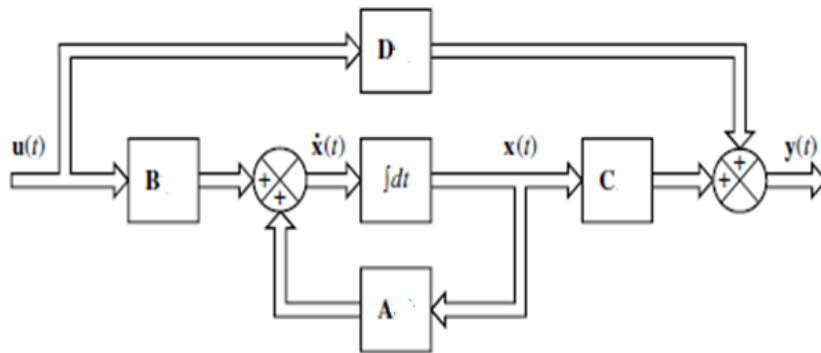 D
u(t) ẋ(t) x(t) y(t)
B + + ∫dt C + +
A